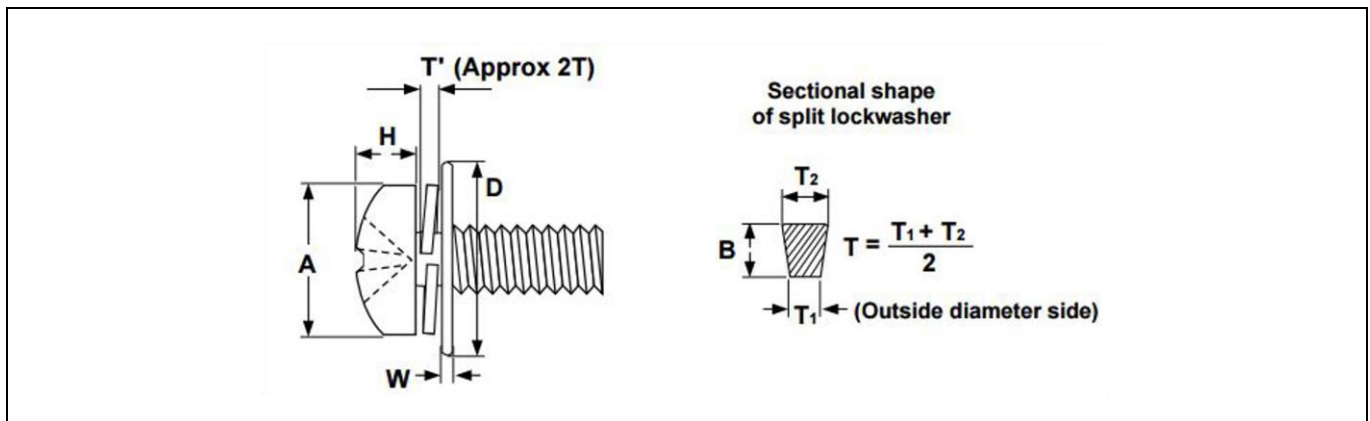 T' (Approx 2T)
H
A
D
W
Sectional shape
of split lockwasher
T2
B
T = T1 + T2
2
T1 (Outside diameter side)